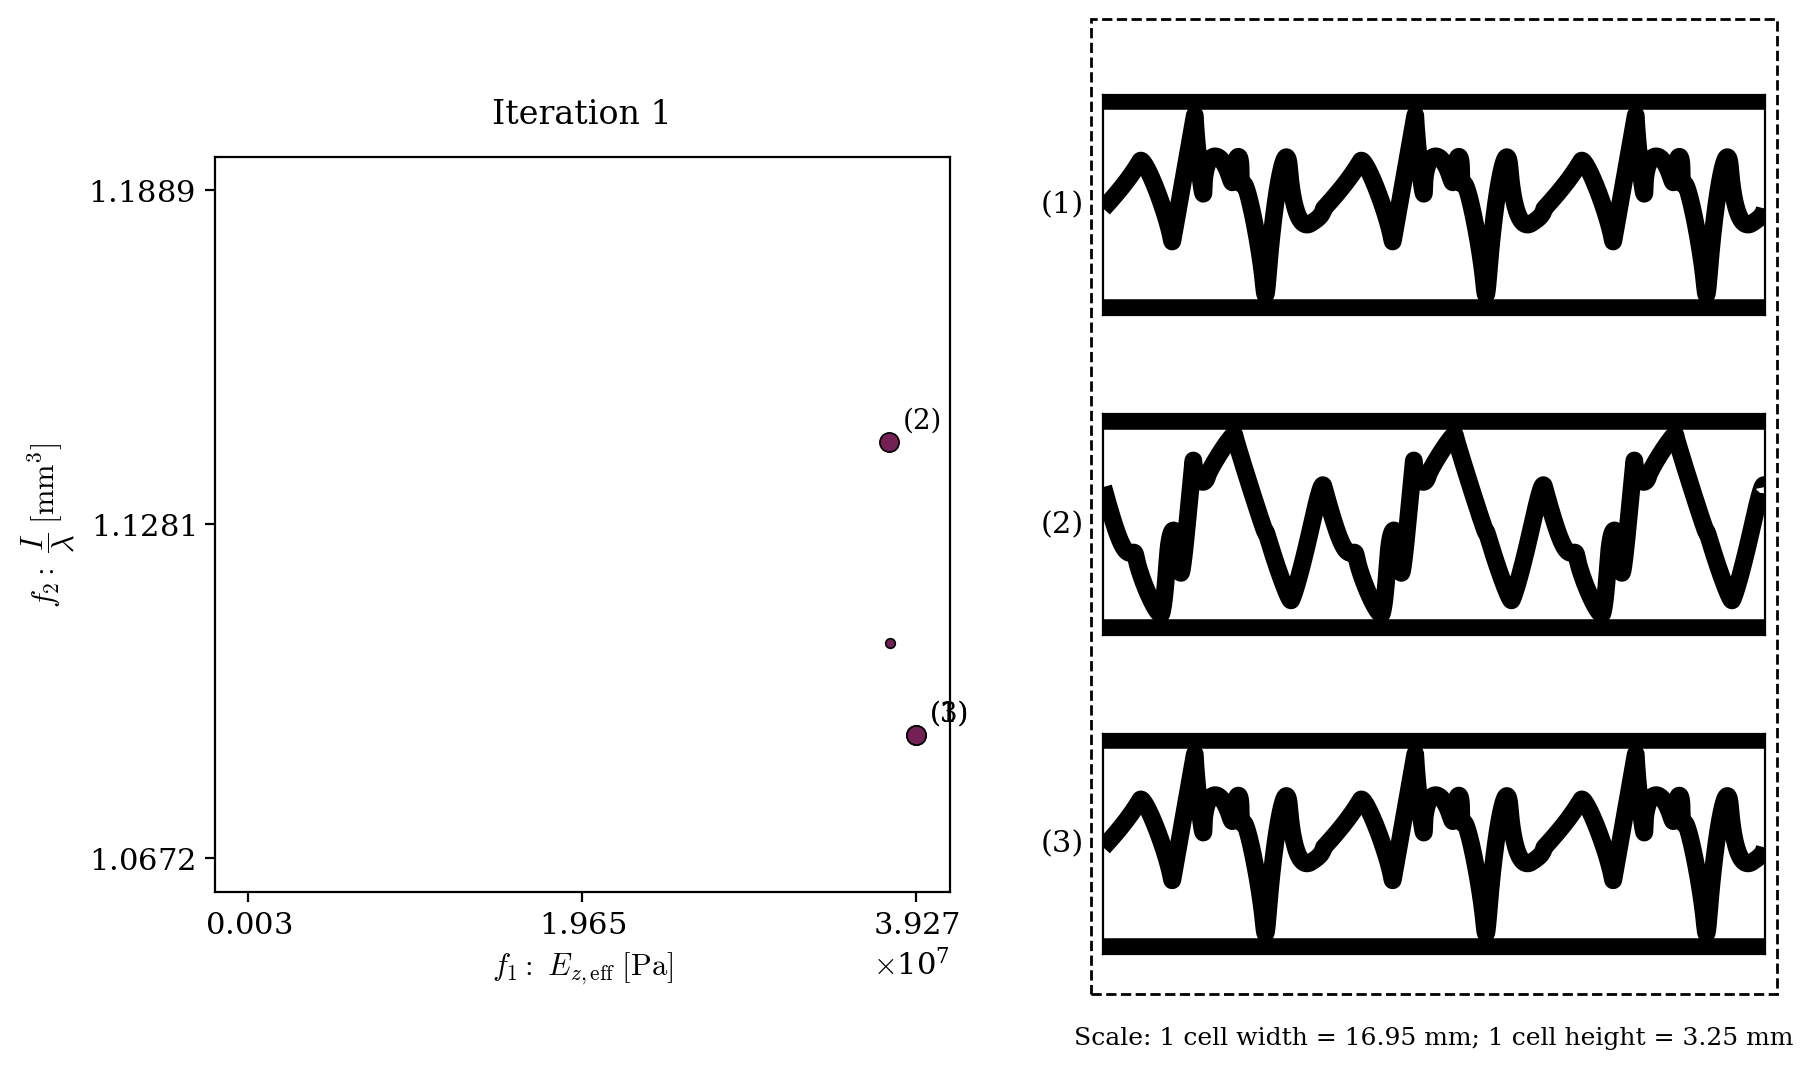 Iteration 1
1.1889
1.1281
1.0672
f₂ : I/λ [mm³]
(2)
(3)
0.003 1.965 3.927
×10⁷
f₁ : E_z,eff [Pa]
(1)
(2)
(3)
Scale: 1 cell width = 16.95 mm; 1 cell height = 3.25 mm